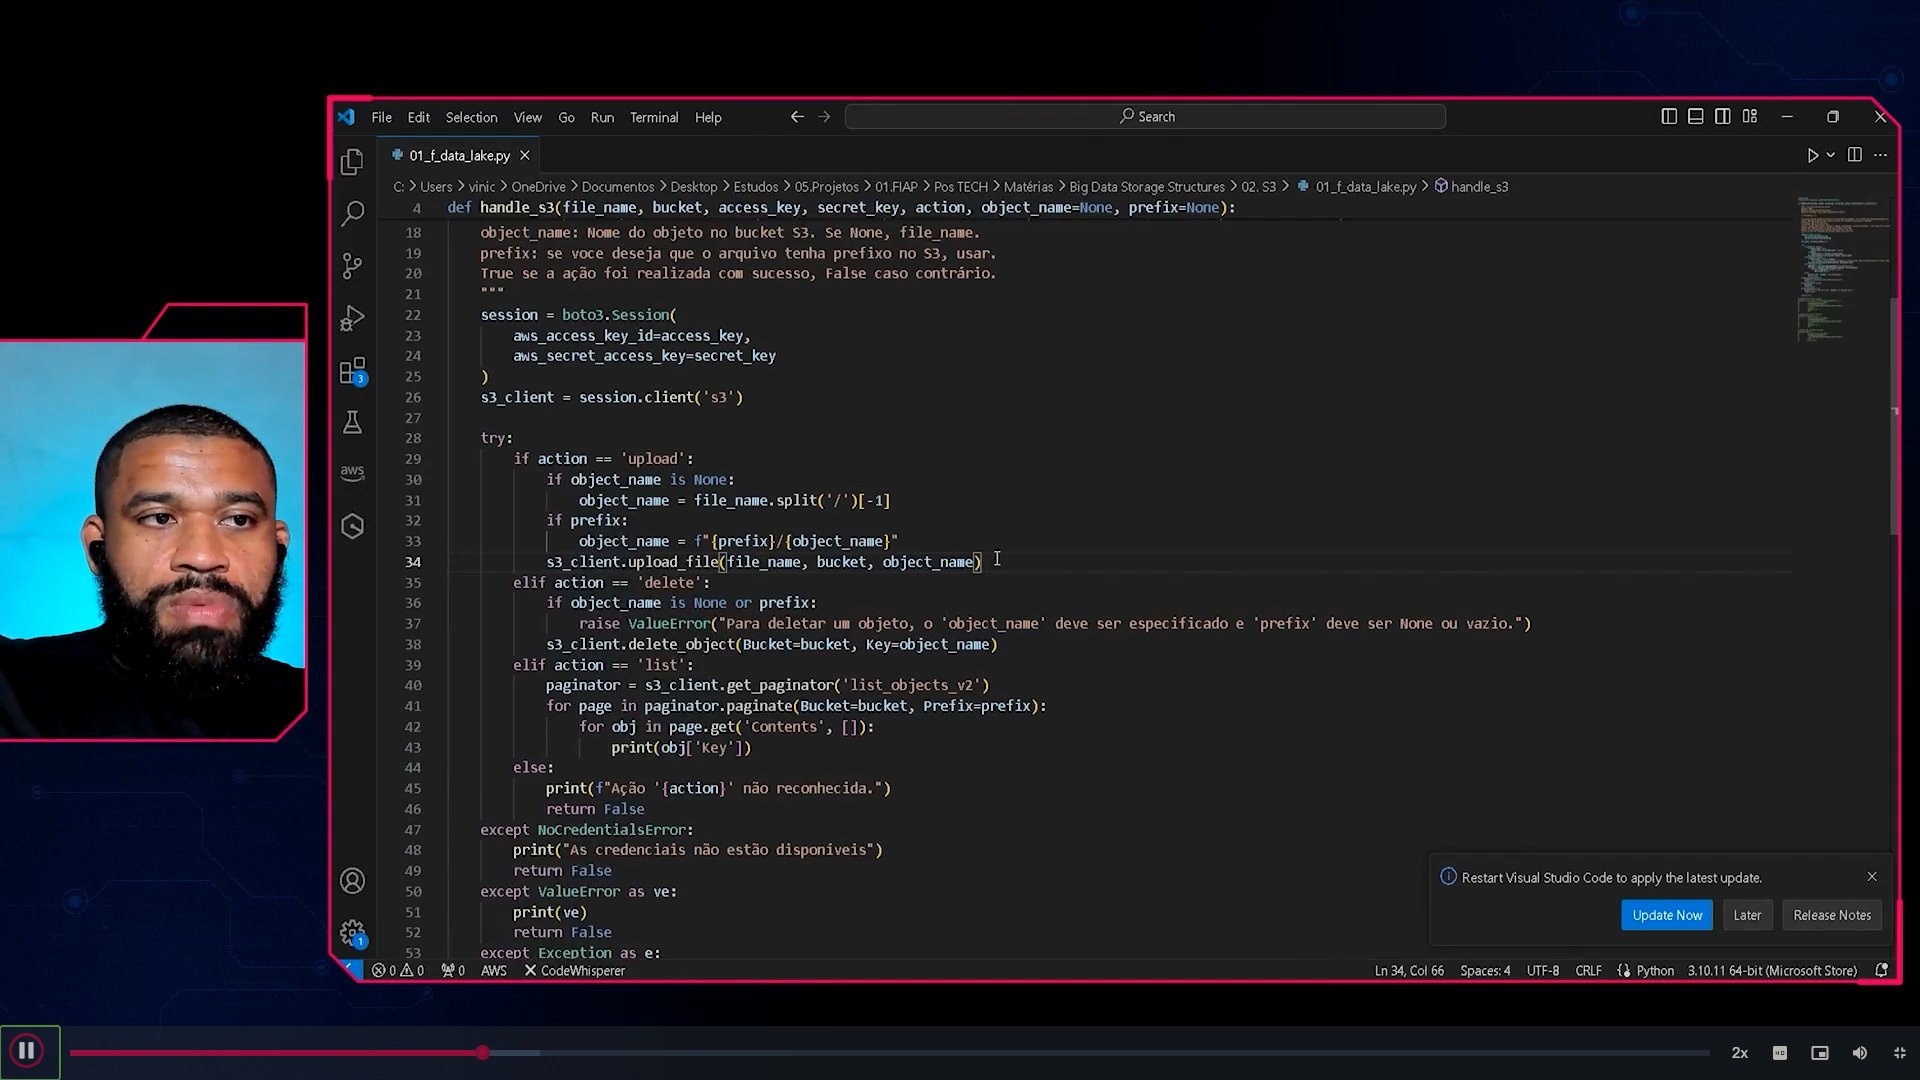 File Edit Selection View Go Run Terminal Help
Search
01_f_data_lake.py
C: > Users > vinic > OneDrive > Documentos > Desktop > Estudos > 05.Projetos > 01.FIAP > Pos TECH > Matérias > Big Data Storage Structures > 02. S3 > 01_f_data_lake.py > handle_s3
4 def handle_s3(file_name, bucket, access_key, secret_key, action, object_name=None, prefix=None):
18 object_name: Nome do objeto no bucket S3. Se None, file_name.
19 prefix: se voce deseja que o arquivo tenha prefixo no S3, usar.
20 True se a ação foi realizada com sucesso, False caso contrário.
21 """
22 session = boto3.Session(
23 aws_access_key_id=access_key,
24 aws_secret_access_key=secret_key
25 )
26 s3_client = session.client('s3')
27
28 try:
29 if action == 'upload':
30 if object_name is None:
31 object_name = file_name.split('/')[-1]
32 if prefix:
33 object_name = f"{prefix}/{object_name}"
34 s3_client.upload_file(file_name, bucket, object_name)
35 elif action == 'delete':
36 if object_name is None or prefix:
37 raise ValueError("Para deletar um objeto, o 'object_name' deve ser especificado e 'prefix' deve ser None ou vazio.")
38 s3_client.delete_object(Bucket=bucket, Key=object_name)
39 elif action == 'list':
40 paginator = s3_client.get_paginator('list_objects_v2')
41 for page in paginator.paginate(Bucket=bucket, Prefix=prefix):
42 for obj in page.get('Contents', []):
43 print(obj['Key'])
44 else:
45 print(f"Ação '{action}' não reconhecida.")
46 return False
47 except NoCredentialsError:
48 print("As credenciais não estão disponíveis")
49 return False
50 except ValueError as ve:
51 print(ve)
52 return False
53 except Exception as e:
3
aws
1
Restart Visual Studio Code to apply the latest update.
Update Now Later Release Notes
0 0 0 AWS CodeWhisperer Ln 34, Col 66 Spaces: 4 UTF-8 CRLF Python 3.10.11 64-bit (Microsoft Store)
2x HD